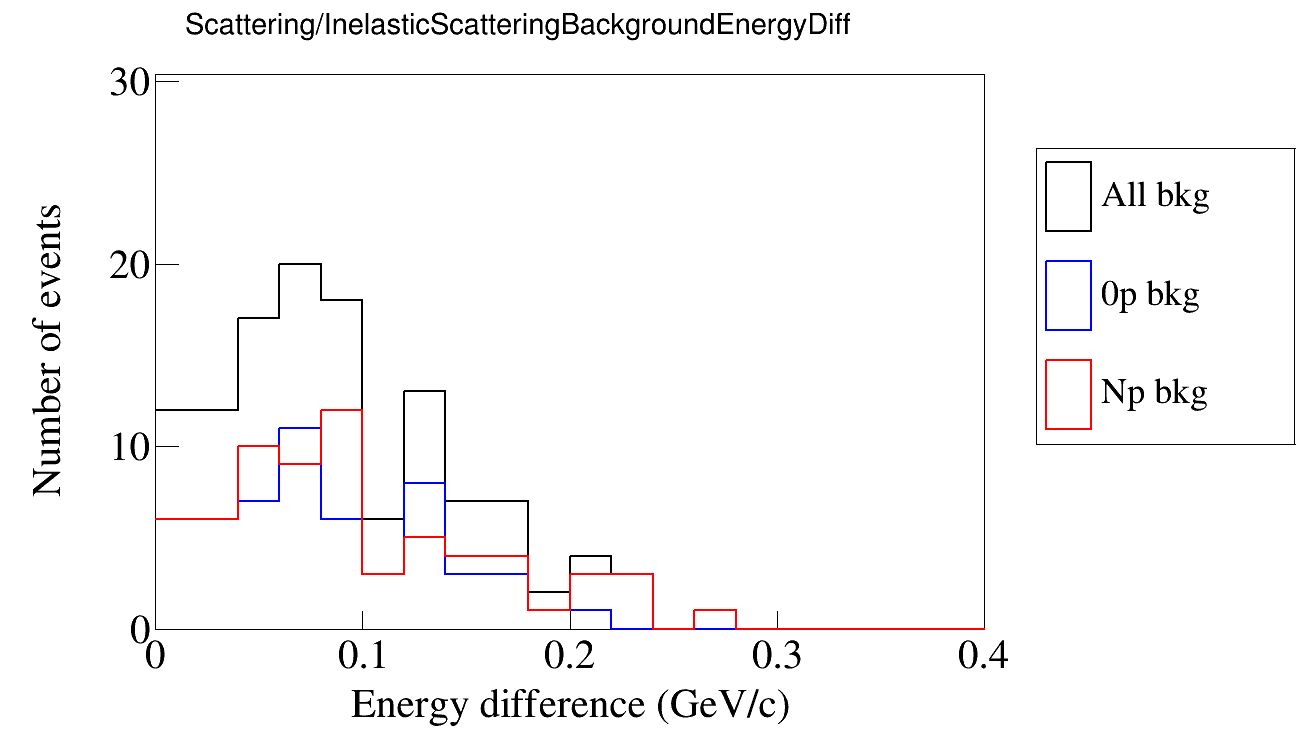 Scattering/InelasticScatteringBackgroundEnergyDiff
30
20
10
0
Number of events
0
0.1
0.2
0.3
0.4
Energy difference (GeV/c)
All bkg
0p bkg
Np bkg